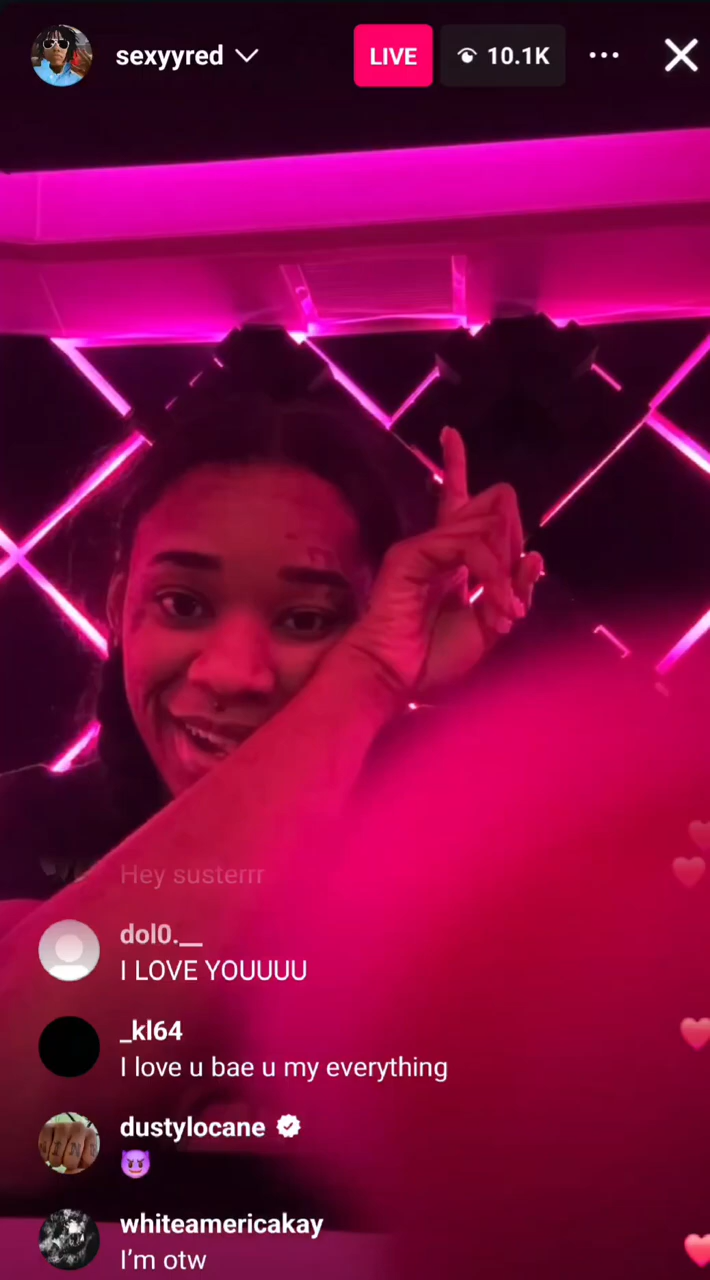 sexyyred
LIVE
10.1K
Hey susterrr
dol0.__
I LOVE YOUUUU
_kl64
I love u bae u my everything
dustylocane
😈
whiteamericakay
I'm otw